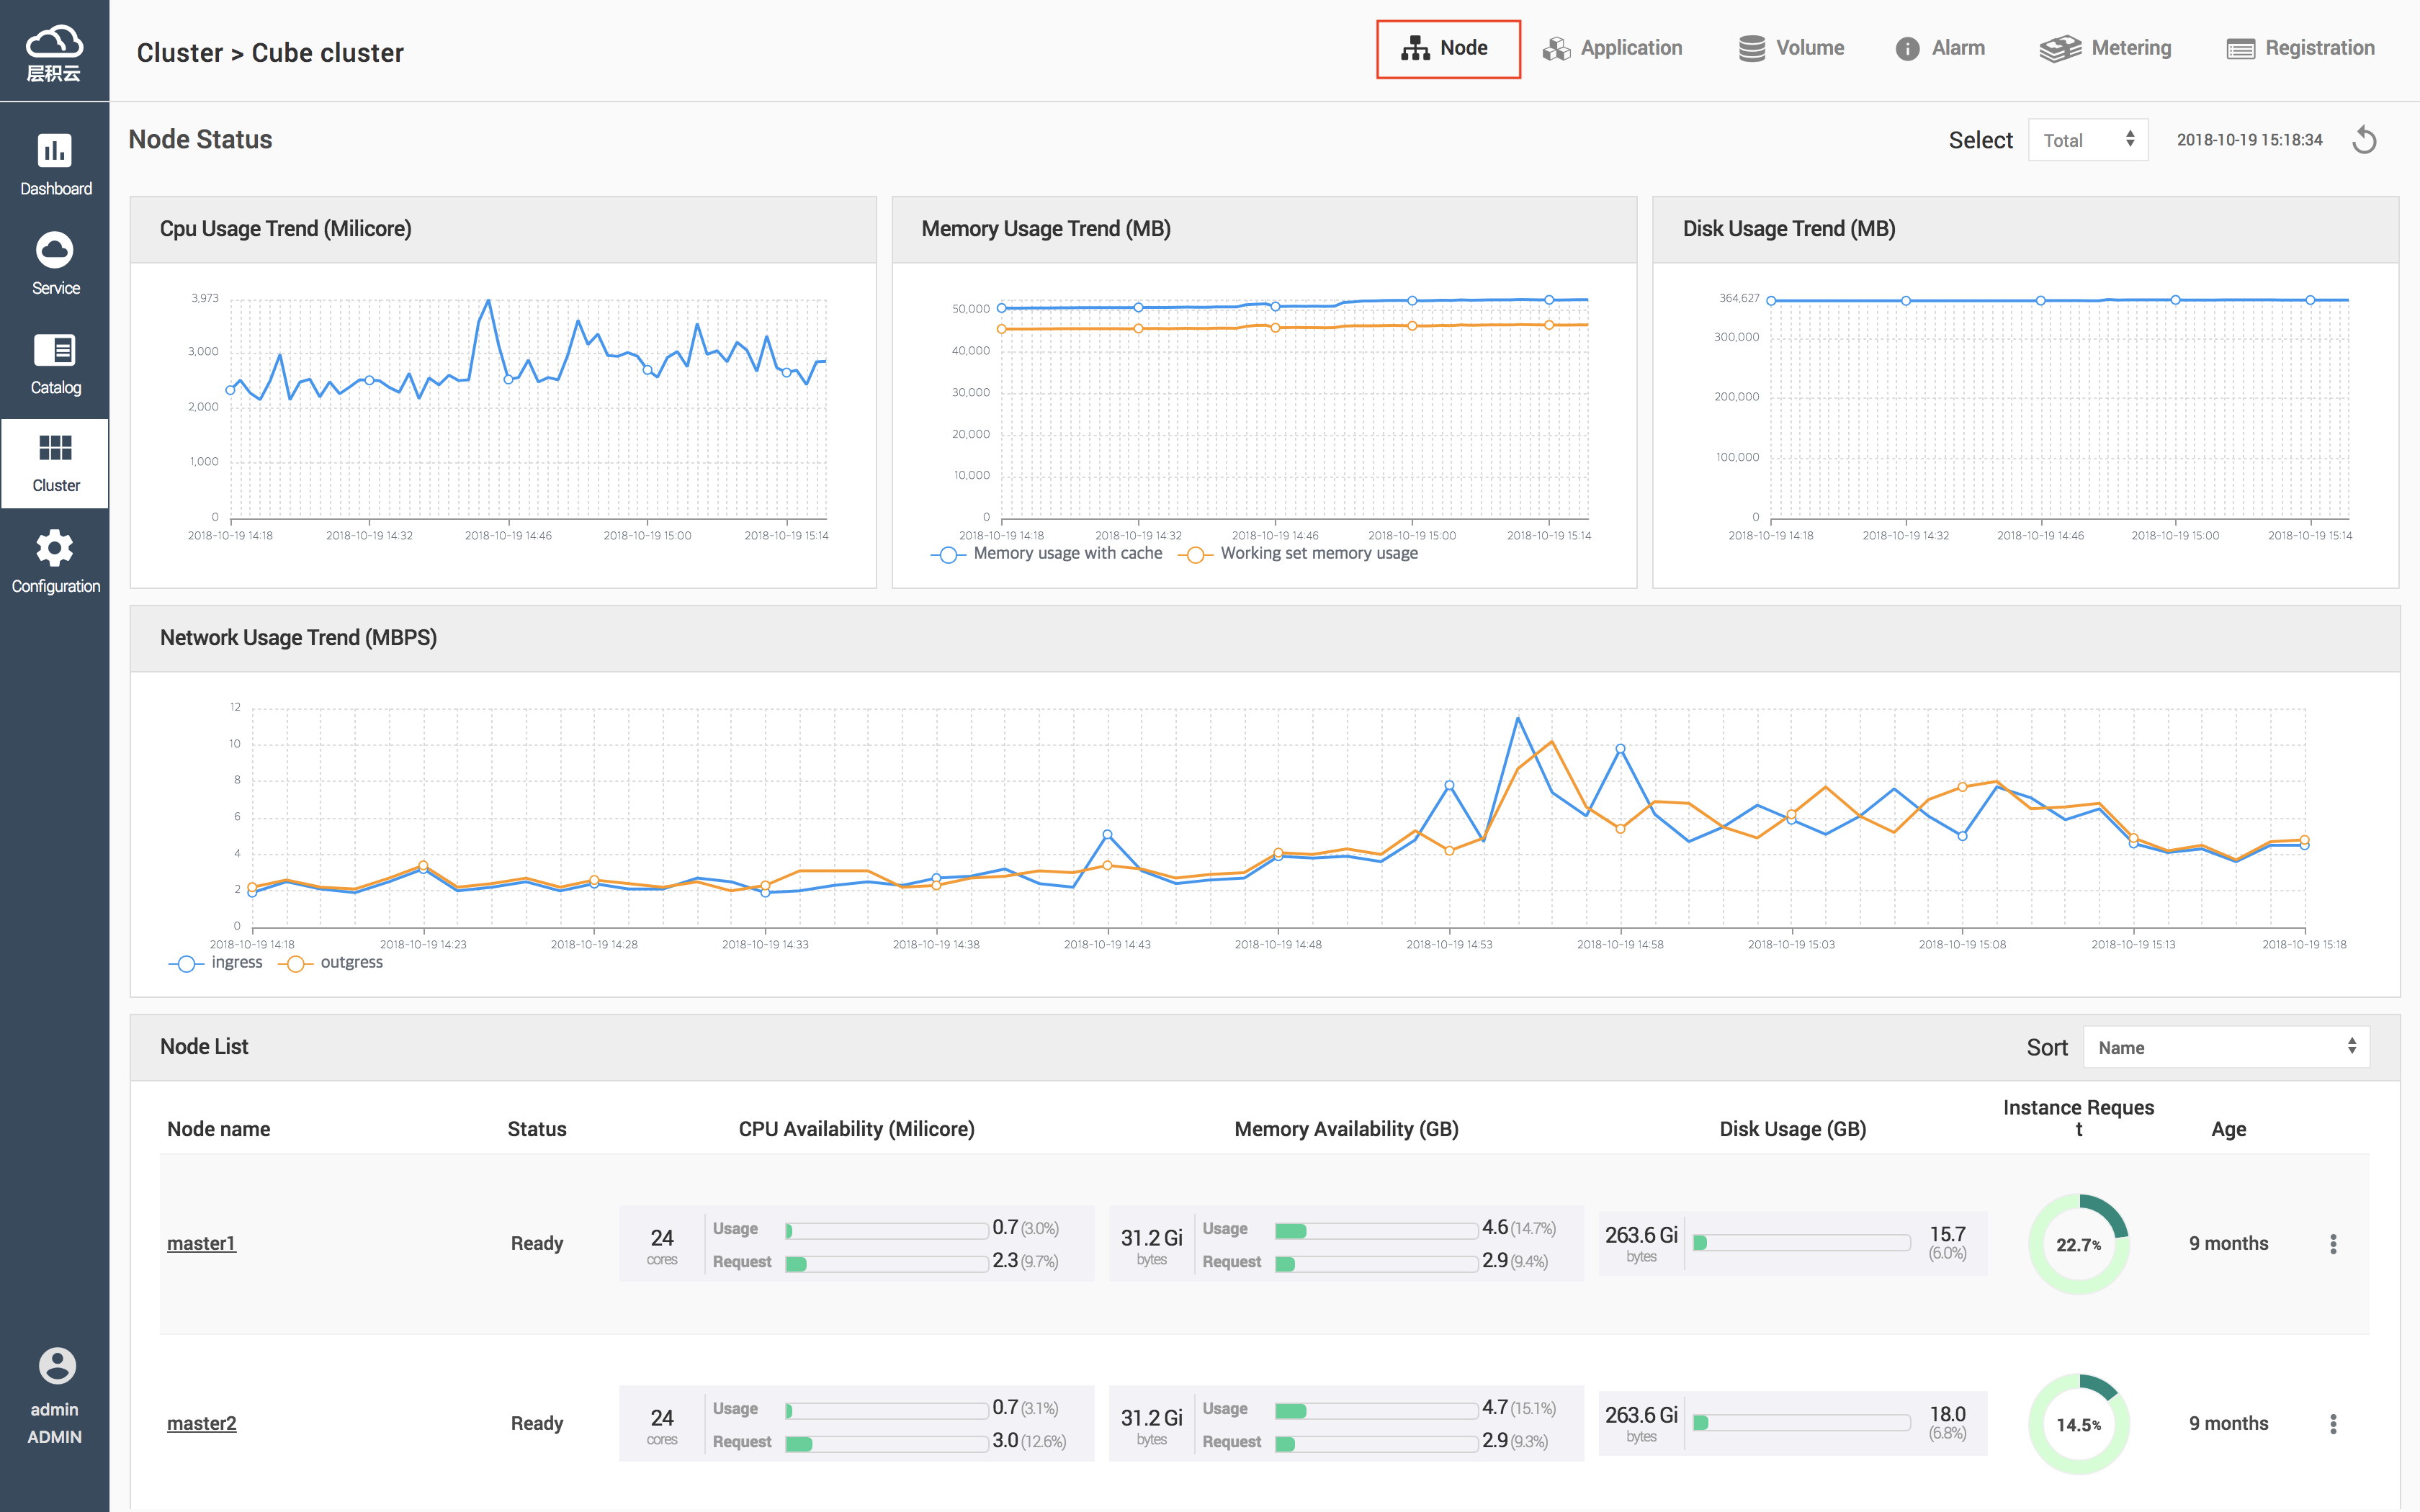 层积云
Cluster > Cube cluster
Node
Application
Volume
Alarm
Metering
Registration
Dashboard
Service
Catalog
Cluster
Configuration
admin
ADMIN
Node Status
Select
Total
2018-10-19 15:18:34
Cpu Usage Trend (Milicore)
3,973
3,000
2,000
1,000
0
2018-10-19 14:18
2018-10-19 14:32
2018-10-19 14:46
2018-10-19 15:00
2018-10-19 15:14
Memory Usage Trend (MB)
50,000
40,000
30,000
20,000
10,000
0
2018-10-19 14:18
2018-10-19 14:32
2018-10-19 14:46
2018-10-19 15:00
2018-10-19 15:14
Memory usage with cache
Working set memory usage
Disk Usage Trend (MB)
364,627
300,000
200,000
100,000
0
2018-10-19 14:18
2018-10-19 14:32
2018-10-19 14:46
2018-10-19 15:00
2018-10-19 15:14
Network Usage Trend (MBPS)
12
10
8
6
4
2
0
2018-10-19 14:18
2018-10-19 14:23
2018-10-19 14:28
2018-10-19 14:33
2018-10-19 14:38
2018-10-19 14:43
2018-10-19 14:48
2018-10-19 14:53
2018-10-19 14:58
2018-10-19 15:03
2018-10-19 15:08
2018-10-19 15:13
2018-10-19 15:18
ingress
outgress
Node List
Sort
Name
Node name
Status
CPU Availability (Milicore)
Memory Availability (GB)
Disk Usage (GB)
Instance Reques
t
Age
master1
Ready
24
cores
Usage
0.7 (3.0%)
Request
2.3 (9.7%)
31.2 Gi
bytes
Usage
4.6 (14.7%)
Request
2.9 (9.4%)
263.6 Gi
bytes
15.7
(6.0%)
22.7%
9 months
master2
Ready
24
cores
Usage
0.7 (3.1%)
Request
3.0 (12.6%)
31.2 Gi
bytes
Usage
4.7 (15.1%)
Request
2.9 (9.3%)
263.6 Gi
bytes
18.0
(6.8%)
14.5%
9 months